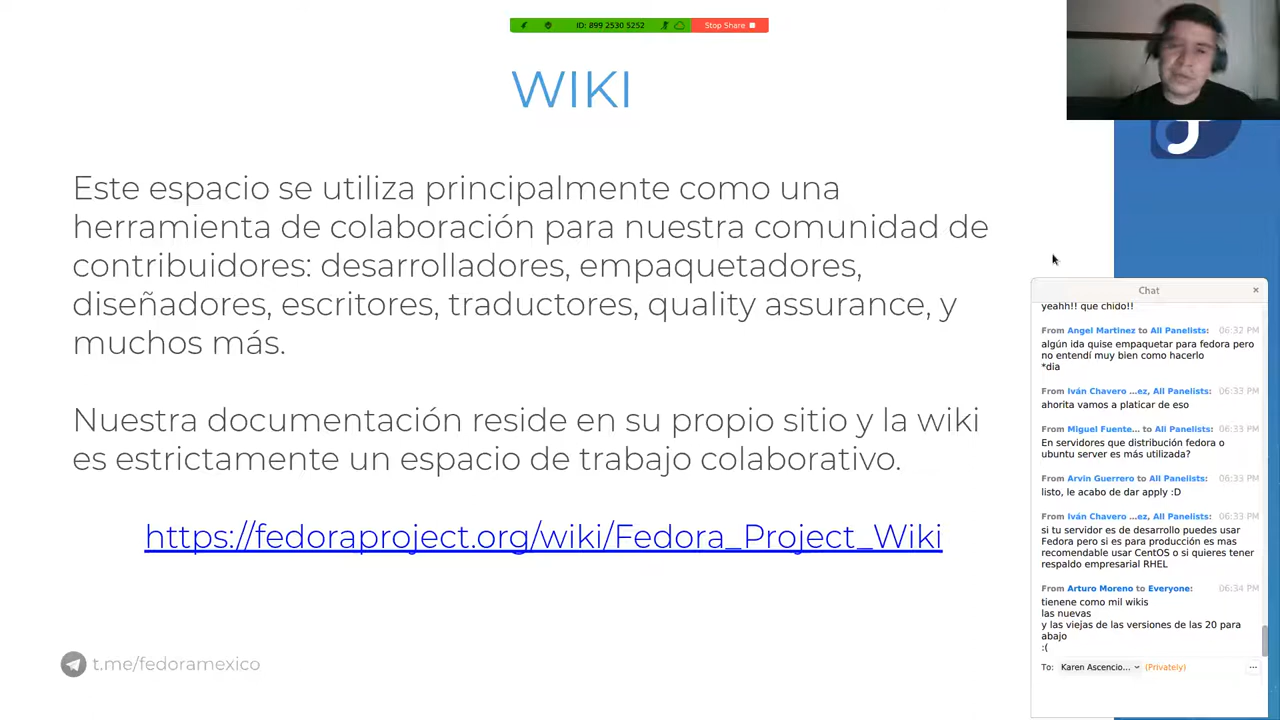 ID: 899 2530 5252
Stop Share
WIKI
Este espacio se utiliza principalmente como una
herramienta de colaboración para nuestra comunidad de
contribuidores: desarrolladores, empaquetadores,
diseñadores, escritores, traductores, quality assurance, y
muchos más.
Nuestra documentación reside en su propio sitio y la wiki
es estrictamente un espacio de trabajo colaborativo.
https://fedoraproject.org/wiki/Fedora_Project_Wiki
t.me/fedoramexico
Chat
yeahh!! que chido!!
From Angel Martinez to All Panelists: 06:32 PM
algún ida quise empaquetar para fedora pero
no entendí muy bien como hacerlo
*dia
From Iván Chavero ...ez, All Panelists: 06:33 PM
ahorita vamos a platicar de eso
From Miguel Fuente... to All Panelists: 06:33 PM
En servidores que distribución fedora o
ubuntu server es más utilizada?
From Arvin Guerrero to All Panelists: 06:33 PM
listo, le acabo de dar apply :D
From Iván Chavero ...ez, All Panelists: 06:33 PM
si tu servidor es de desarrollo puedes usar
Fedora pero si es para producción es mas
recomendable usar CentOS o si quieres tener
respaldo empresarial RHEL
From Arturo Moreno to Everyone: 06:34 PM
tienene como mil wikis
las nuevas
y las viejas de las versiones de las 20 para
abajo
:(
To: Karen Ascencio... (Privately) ...